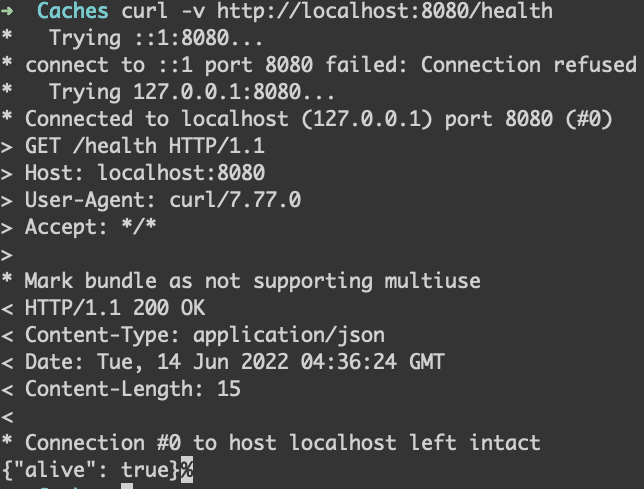 ➜  Caches curl -v http://localhost:8080/health
*   Trying ::1:8080...
* connect to ::1 port 8080 failed: Connection refused
*   Trying 127.0.0.1:8080...
* Connected to localhost (127.0.0.1) port 8080 (#0)
> GET /health HTTP/1.1
> Host: localhost:8080
> User-Agent: curl/7.77.0
> Accept: */*
>
* Mark bundle as not supporting multiuse
< HTTP/1.1 200 OK
< Content-Type: application/json
< Date: Tue, 14 Jun 2022 04:36:24 GMT
< Content-Length: 15
<
* Connection #0 to host localhost left intact
{"alive": true}%